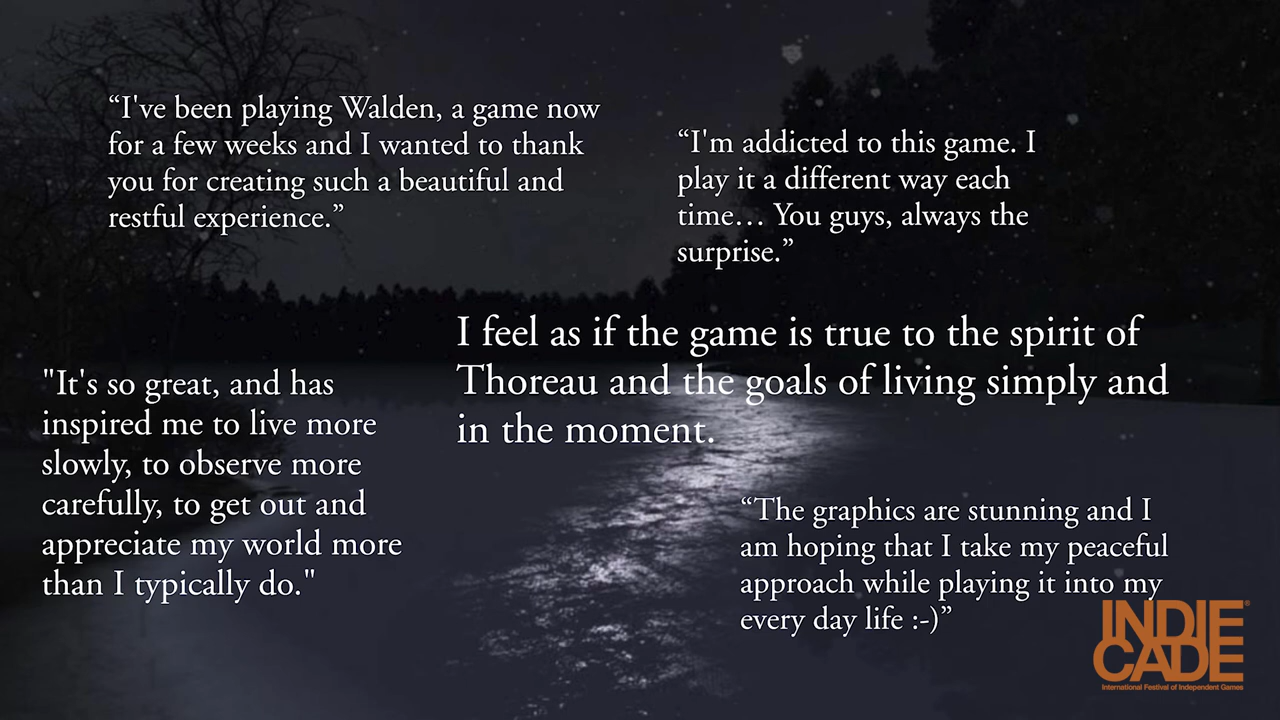 “I've been playing Walden, a game now
for a few weeks and I wanted to thank
you for creating such a beautiful and
restful experience.”
“I'm addicted to this game. I
play it a different way each
time… You guys, always the
surprise.”
I feel as if the game is true to the spirit of
Thoreau and the goals of living simply and
in the moment.
"It's so great, and has
inspired me to live more
slowly, to observe more
carefully, to get out and
appreciate my world more
than I typically do."
“The graphics are stunning and I
am hoping that I take my peaceful
approach while playing it into my
every day life :-)”
INDIE®
CADE
International Festival of Independent Games